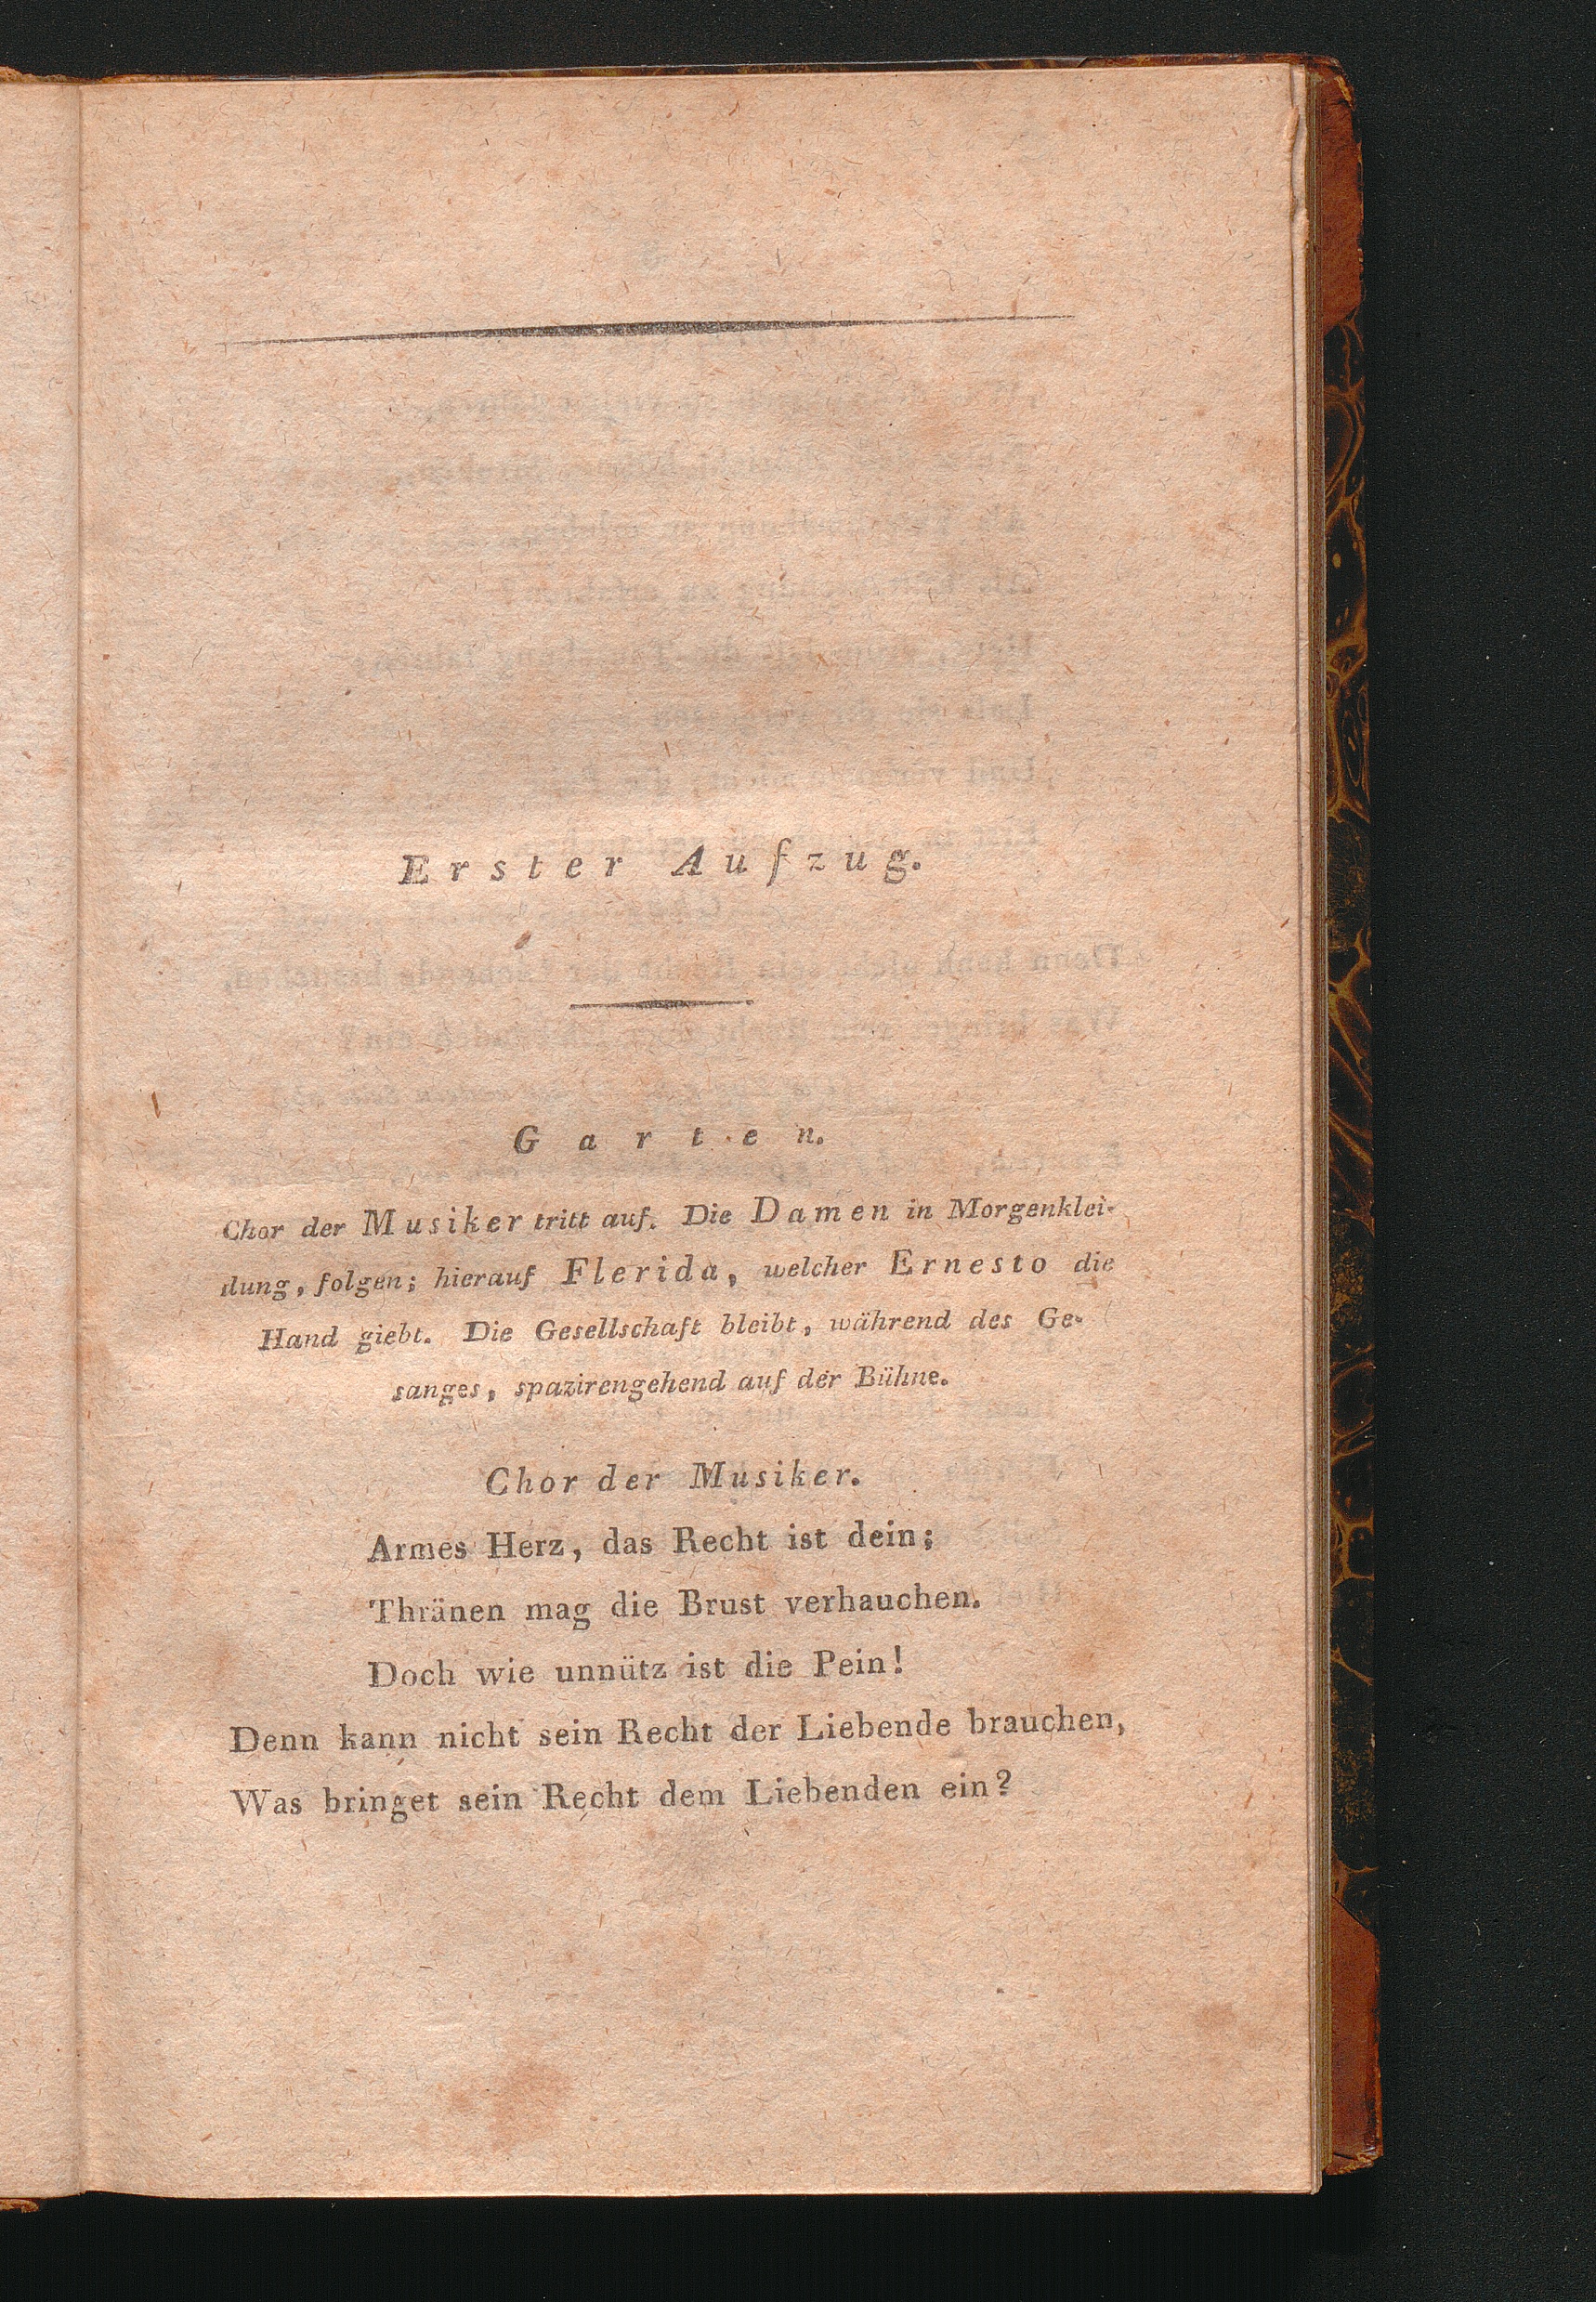 Erster Aufzug.
Garten.
Chor der Musiker tritt auf. Die Damen in Morgenklei-
dung, folgen; hierauf Flerida, welcher Ernesto die
Hand giebt. Die Gesellschaft bleibt, während des Ge-
sanges, spazirengehend auf der Bühne.
Chor der Musiker.
Armes Herz, das Recht ist dein;
Thränen mag die Brust verhauchen.
Doch wie unnütz ist die Pein!
Denn kann nicht sein Recht der Liebende brauchen,
Was bringet sein Recht dem Liebenden ein?